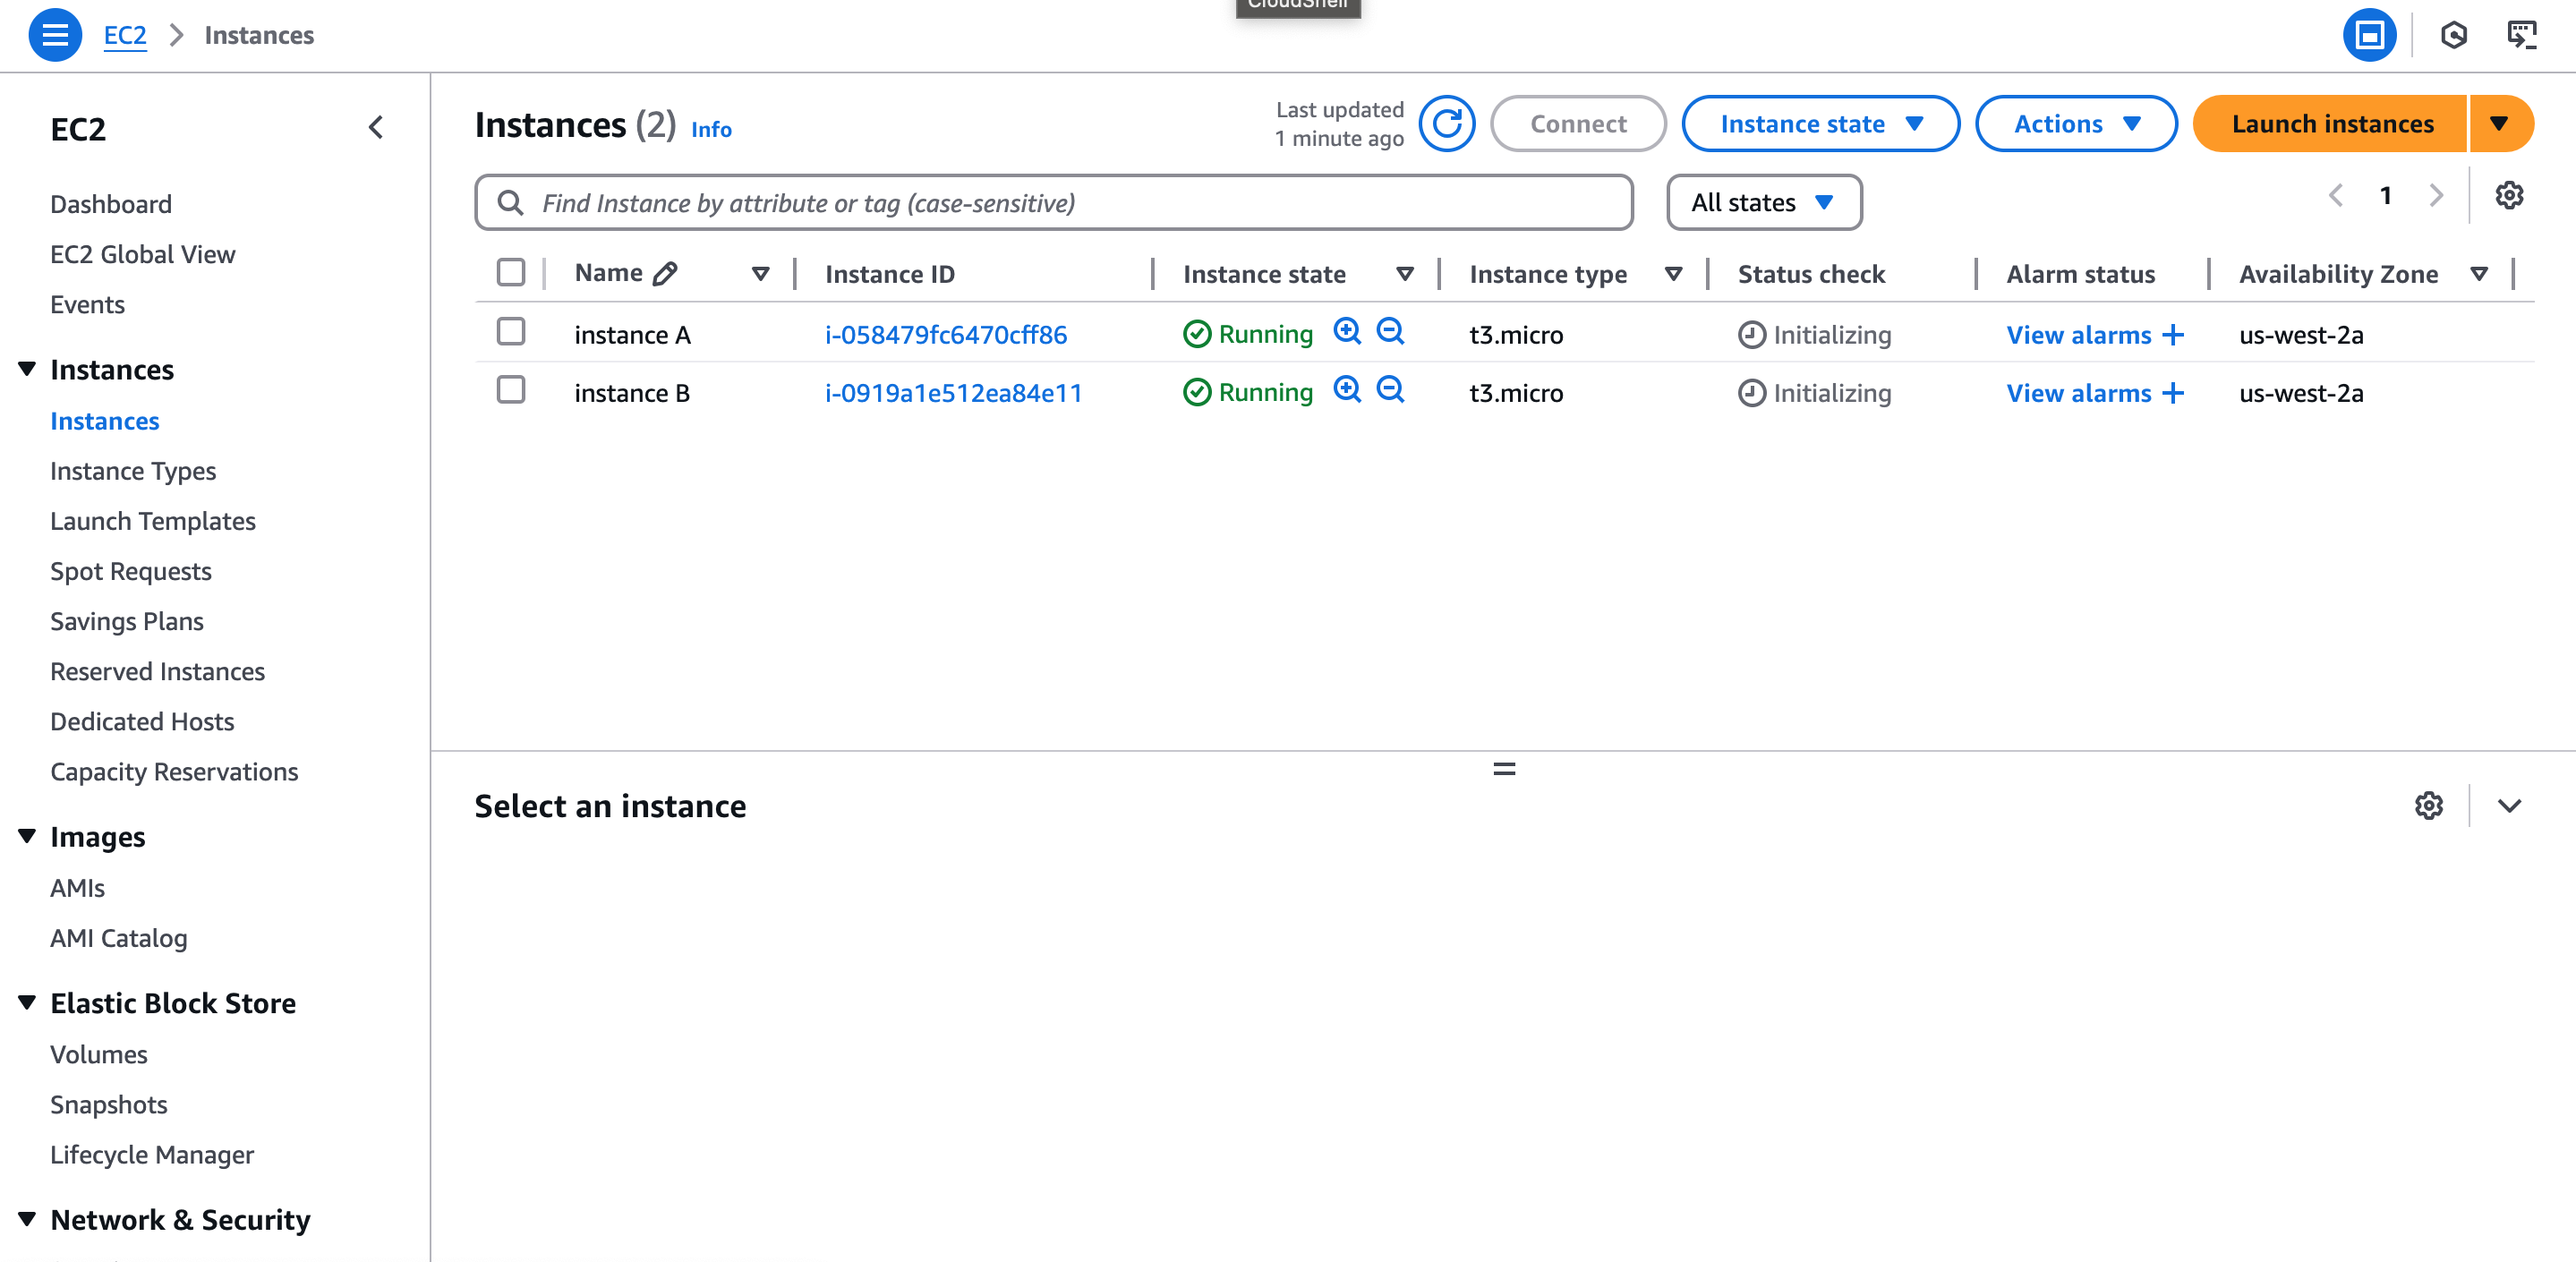 CloudShell
EC2
Instances
EC2
Dashboard
EC2 Global View
Events
Instances
Instances
Instance Types
Launch Templates
Spot Requests
Savings Plans
Reserved Instances
Dedicated Hosts
Capacity Reservations
Images
AMIs
AMI Catalog
Elastic Block Store
Volumes
Snapshots
Lifecycle Manager
Network & Security
Instances (2) Info
Last updated
1 minute ago
Connect
Instance state
Actions
Launch instances
Find Instance by attribute or tag (case-sensitive)
All states
1
Name Instance ID Instance state Instance type Status check Alarm status Availability Zone
instance A i-058479fc6470cff86 Running t3.micro Initializing View alarms + us-west-2a
instance B i-0919a1e512ea84e11 Running t3.micro Initializing View alarms + us-west-2a
Select an instance